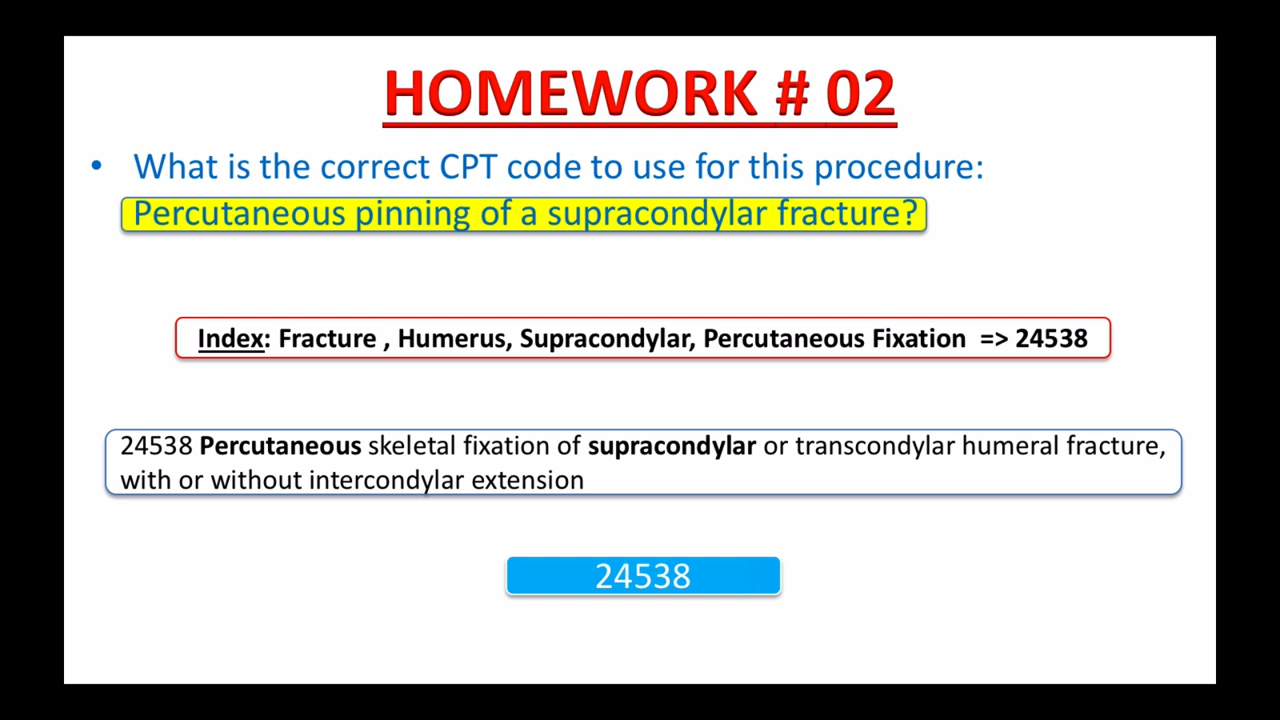 HOMEWORK # 02
• What is the correct CPT code to use for this procedure:
Percutaneous pinning of a supracondylar fracture?
Index: Fracture , Humerus, Supracondylar, Percutaneous Fixation => 24538
24538 Percutaneous skeletal fixation of supracondylar or transcondylar humeral fracture,
with or without intercondylar extension
24538